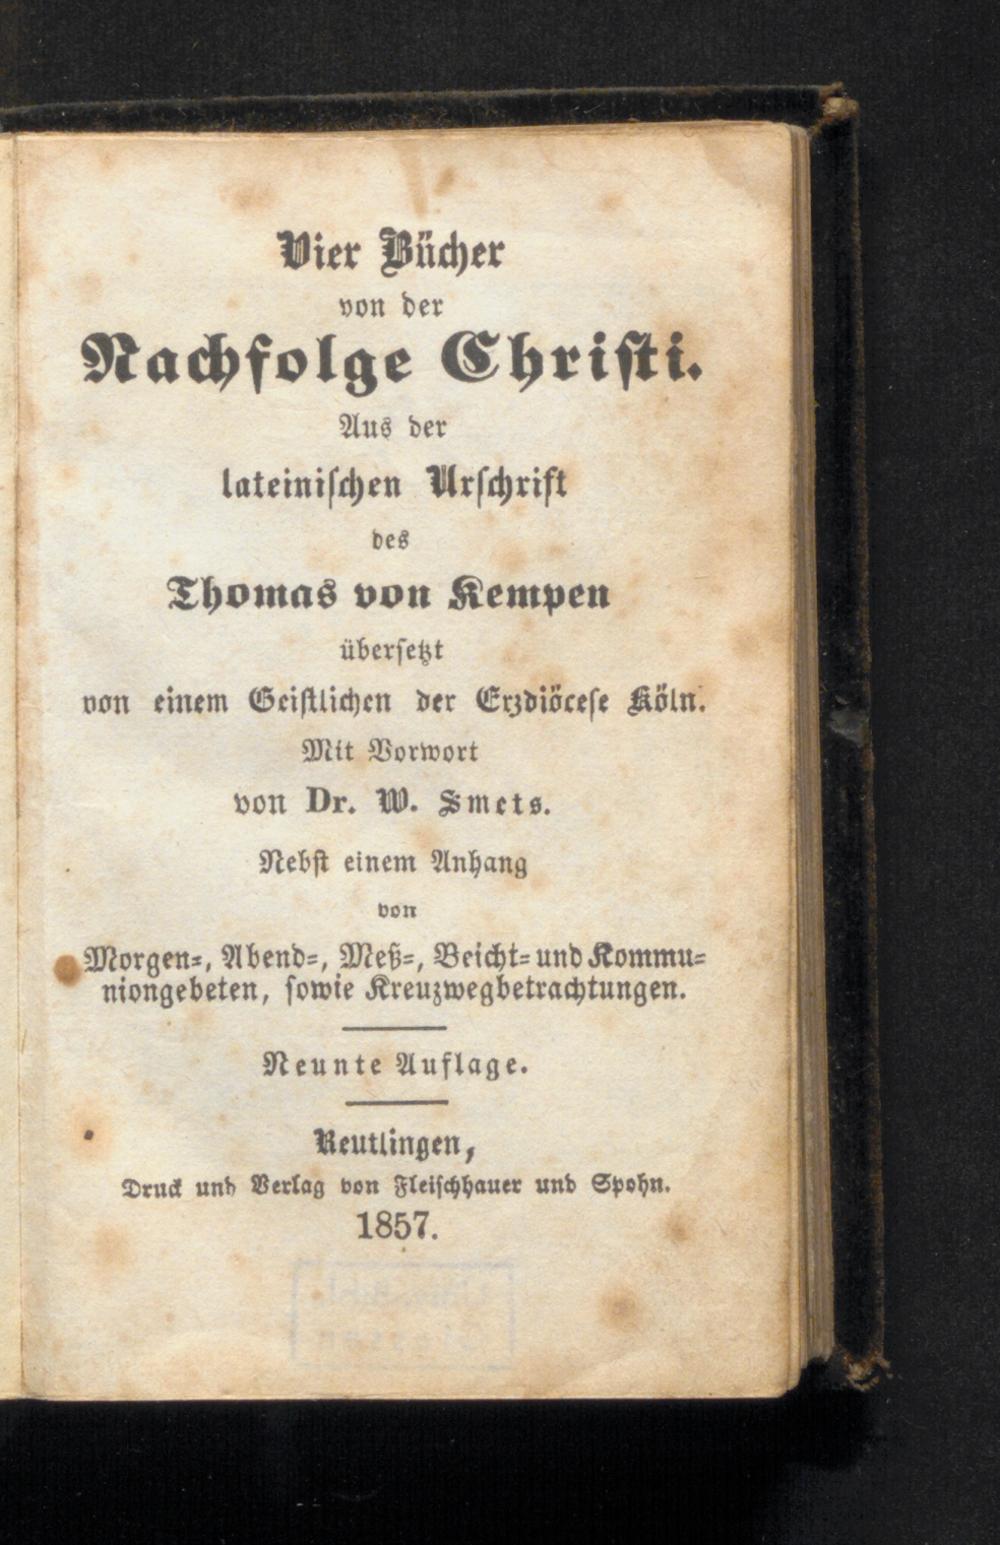 Vier Bücher
von der
Nachfolge Christi.
Aus der
lateinischen Urschrift
des
Thomas von Kempen
übersetzt
von einem Geistlichen der Erzdiöcese Köln.
Mit Vorwort
von Dr. W. Smets.
Nebst einem Anhang
von
Morgen=, Abend=, Meß=, Beicht= und Kommu=
niongebeten, sowie Kreuzwegbetrachtungen.
Neunte Auflage.
Reutlingen,
Druck und Verlag von Fleischhauer und Spohn.
1857.